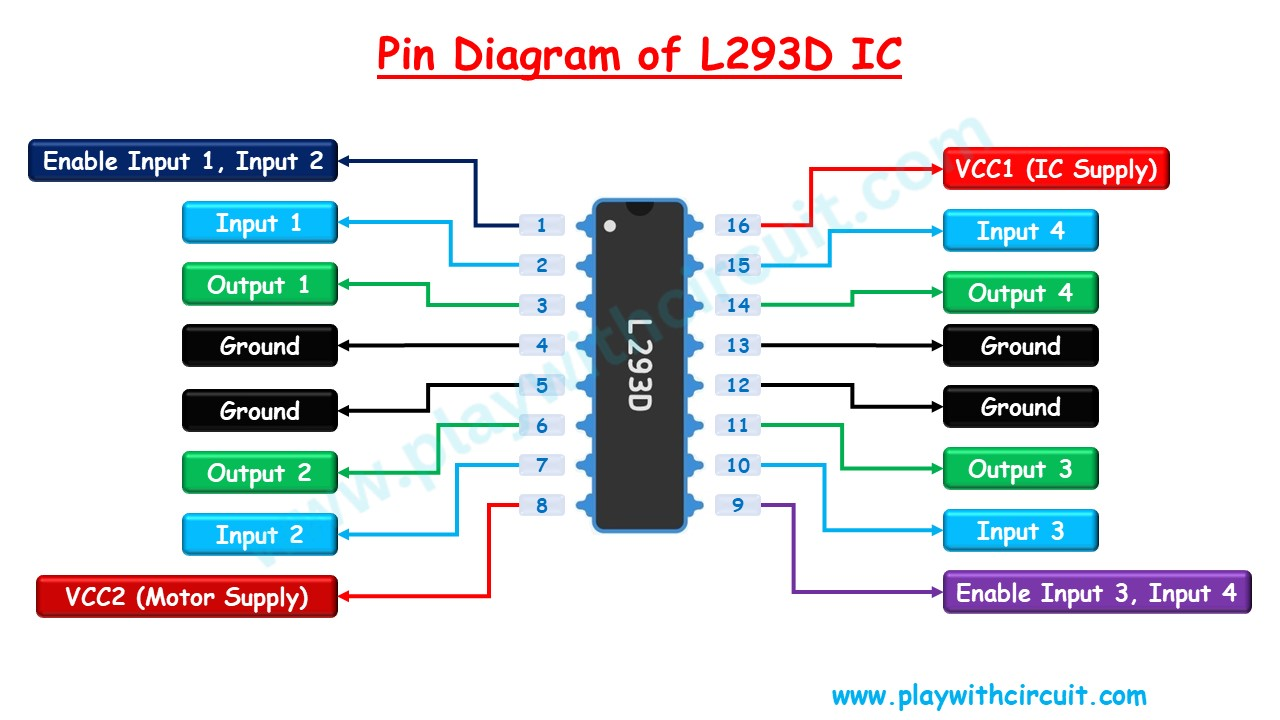 Pin Diagram of L293D IC
Enable Input 1, Input 2
VCC1 (IC Supply)
Input 1
1
16
Input 4
2
15
Output 1
3
14
Output 4
Ground
4
13
Ground
5
12
Ground
Ground
6
11
Output 2
Output 3
7
10
Input 2
8
9
Input 3
VCC2 (Motor Supply)
Enable Input 3, Input 4
L293D
www.playwithcircuit.com
www.playwithcircuit.com